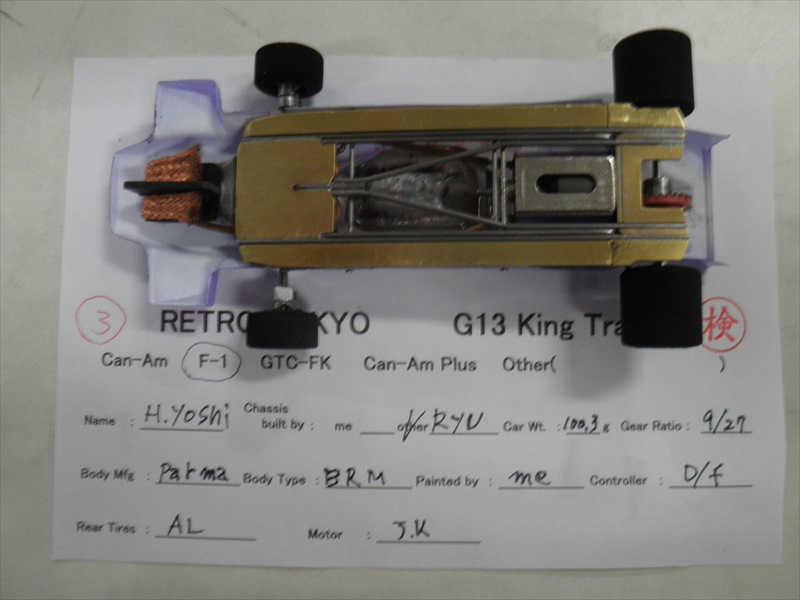 3 RETRO KYO G13 King Tra 検
Can-Am F-1 GTC-FK Can-Am Plus Other( )
Name : H.YOSHi Chassis built by : me other RYU Car Wt. : 100,3 g Gear Ratio : 9/27
Body Mfg : Parma Body Type : BRM Painted by : me Controller : D/f
Rear Tires : AL Motor : J.K